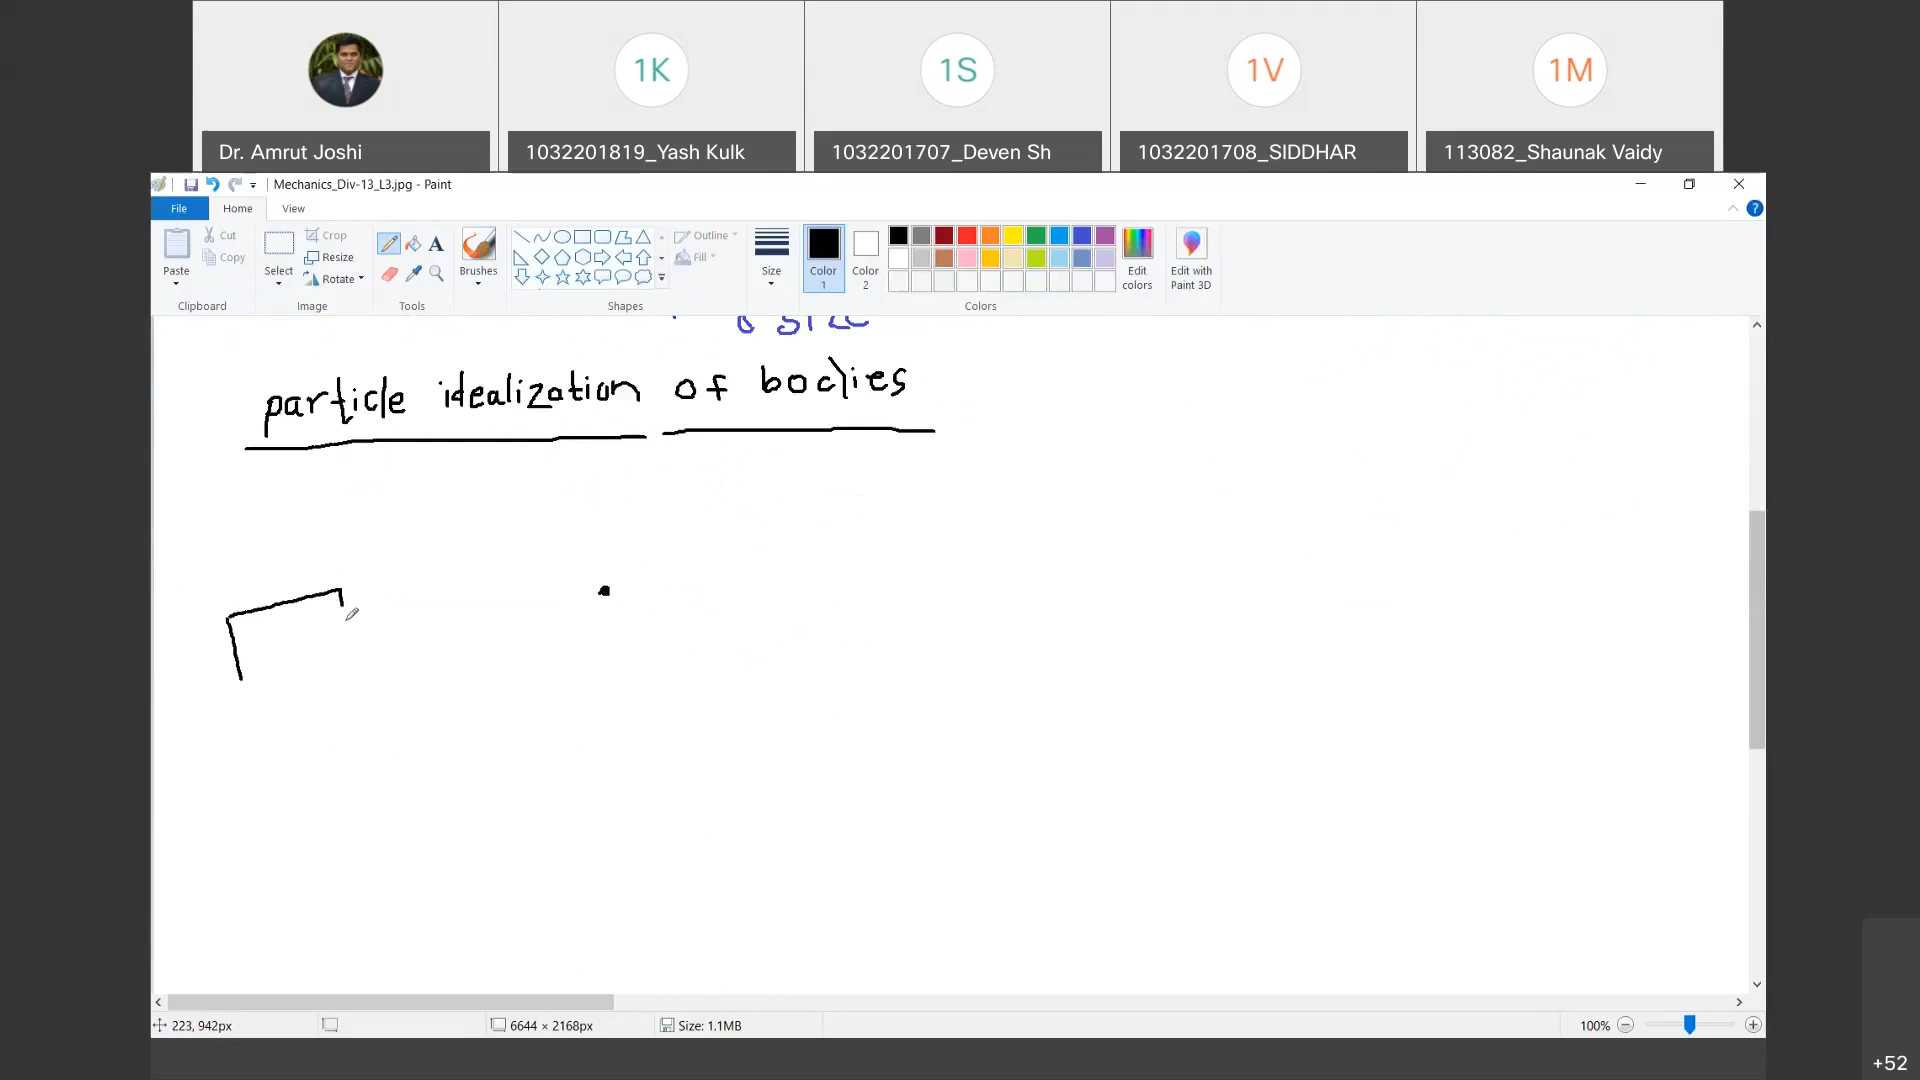 1K
1S
1V
1M
Dr. Amrut Joshi
1032201819_Yash Kulk
1032201707_Deven Sh
1032201708_SIDDHAR
113082_Shaunak Vaidy
Mechanics_Div-13_L3.jpg - Paint
File
Home
View
?
Paste
Cut
Copy
Clipboard
Select
Crop
Resize
Rotate
Image
A
Tools
Brushes
Shapes
Outline
Fill
Size
Color 1
Color 2
Edit colors
Colors
Edit with Paint 3D
size
particle idealization of bodies
223, 942px
6644 × 2168px
Size: 1.1MB
100%
+52